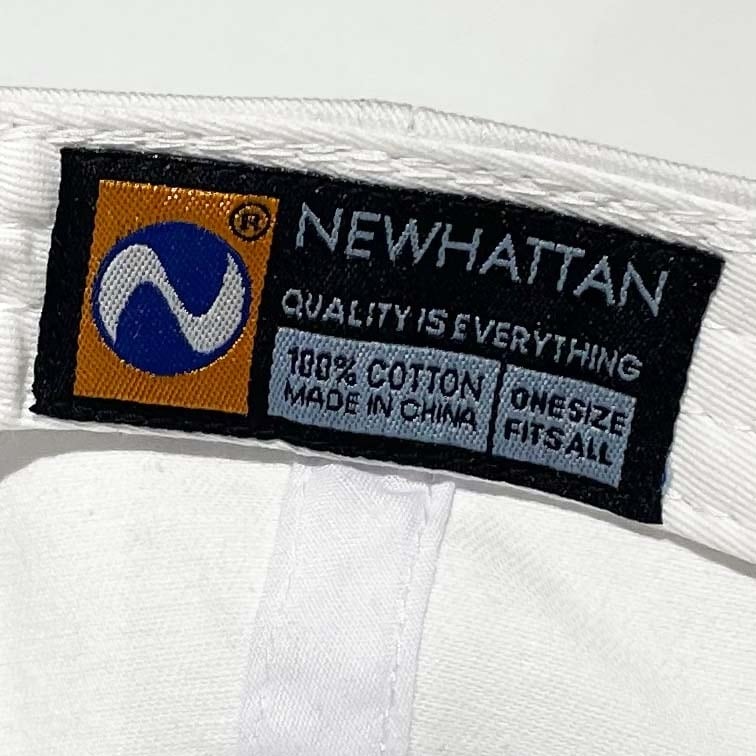 ®
NEWHATTAN
QUALITY IS EVERYTHING
100% COTTON
MADE IN CHINA
ONE SIZE
FITS ALL